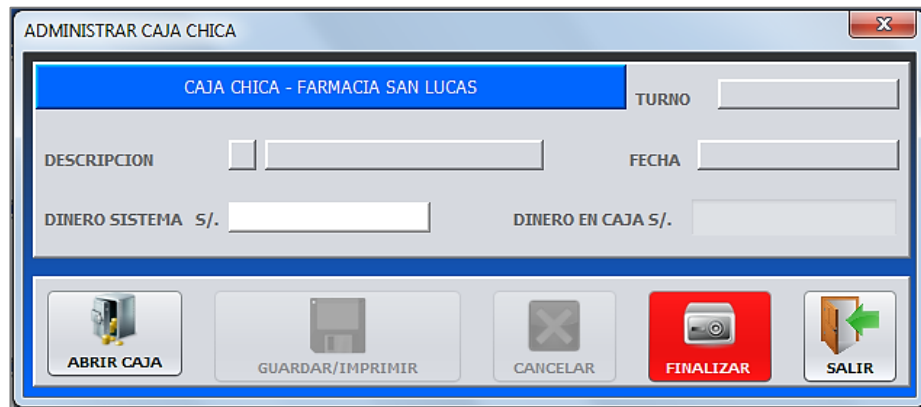 ADMINISTRAR CAJA CHICA
CAJA CHICA - FARMACIA SAN LUCAS
TURNO
DESCRIPCION
FECHA
DINERO SISTEMA S/.
DINERO EN CAJA S/.
ABRIR CAJA
GUARDAR/IMPRIMIR
CANCELAR
FINALIZAR
SALIR